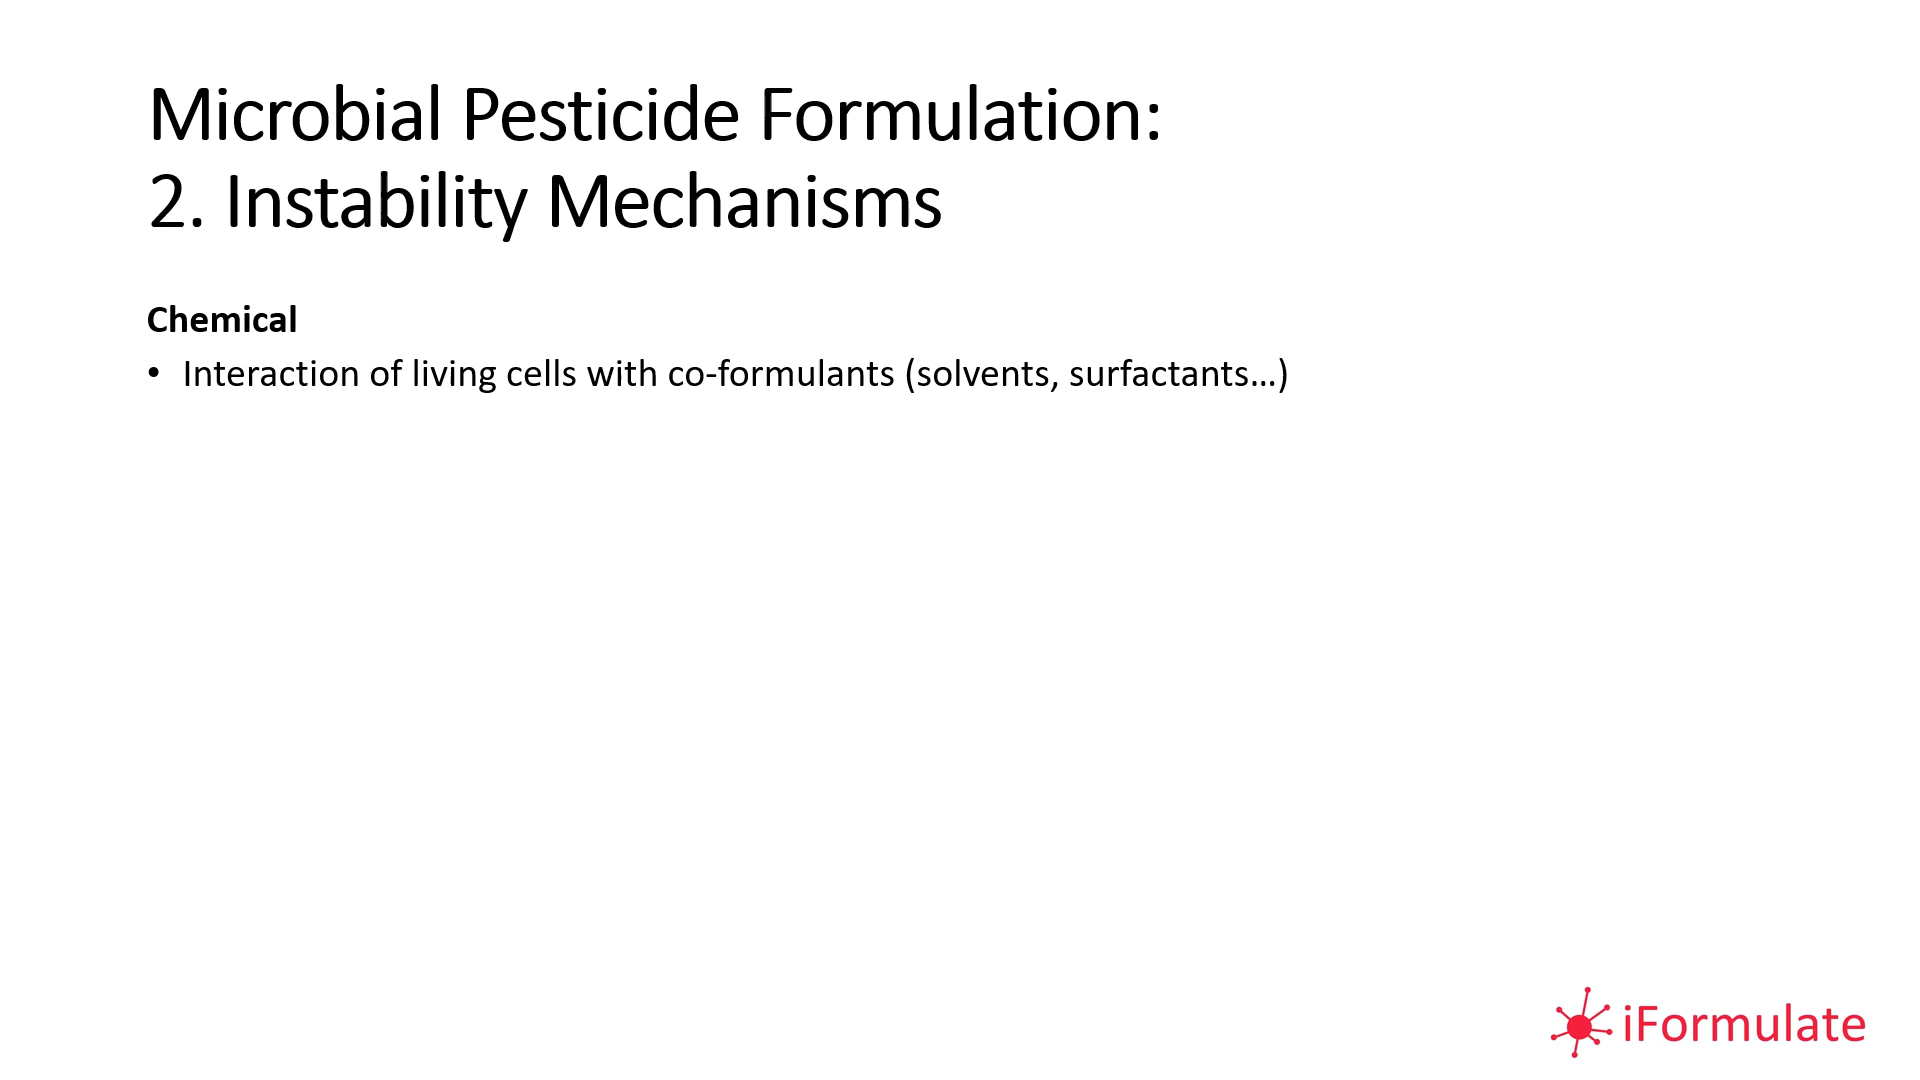 Microbial Pesticide Formulation:
2. Instability Mechanisms
Chemical
• Interaction of living cells with co-formulants (solvents, surfactants…)
iFormulate